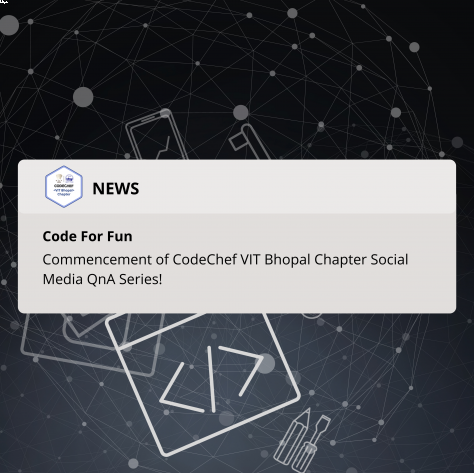 CODECHEF
-VIT Bhopal-
Chapter
NEWS
Code For Fun
Commencement of CodeChef VIT Bhopal Chapter Social
Media QnA Series!